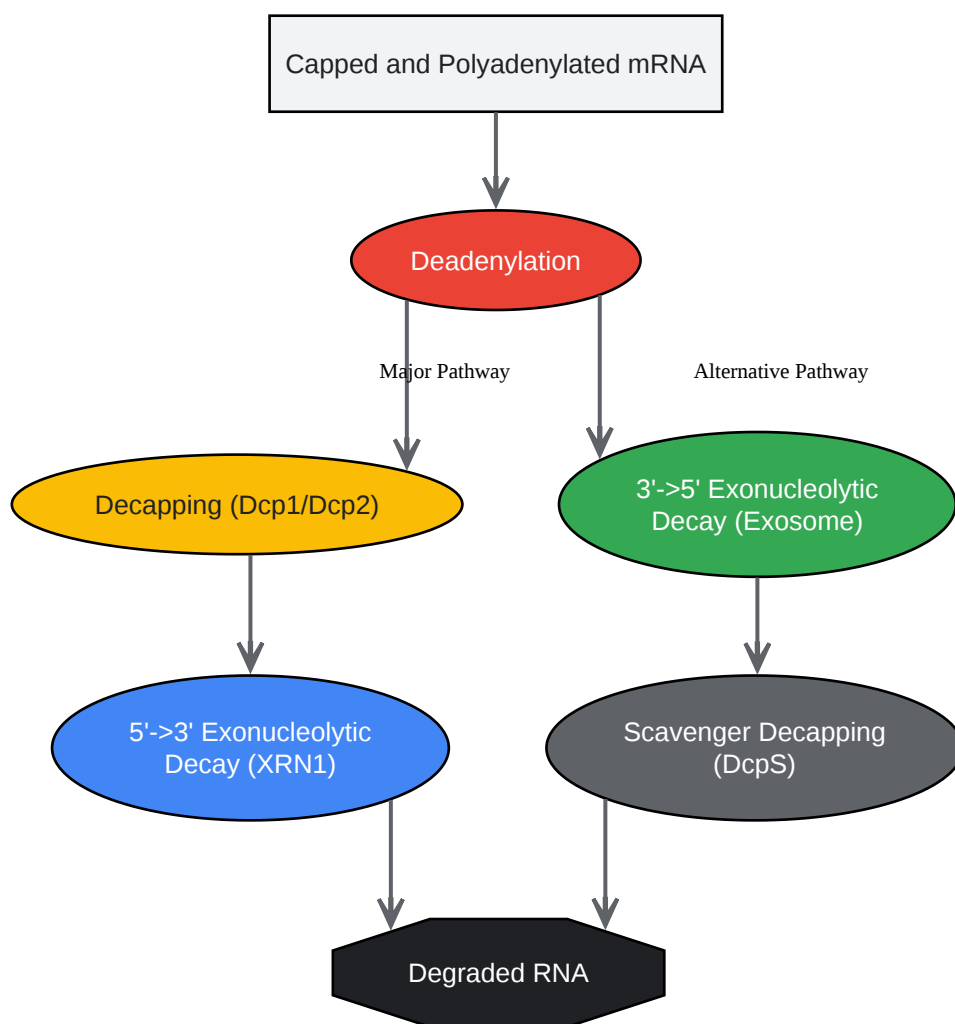 Capped and Polyadenylated mRNA
Deadenylation
Major Pathway
Alternative Pathway
Decapping (Dcp1/Dcp2)
3'->5' Exonucleolytic
Decay (Exosome)
5'->3' Exonucleolytic
Decay (XRN1)
Scavenger Decapping
(DcpS)
Degraded RNA